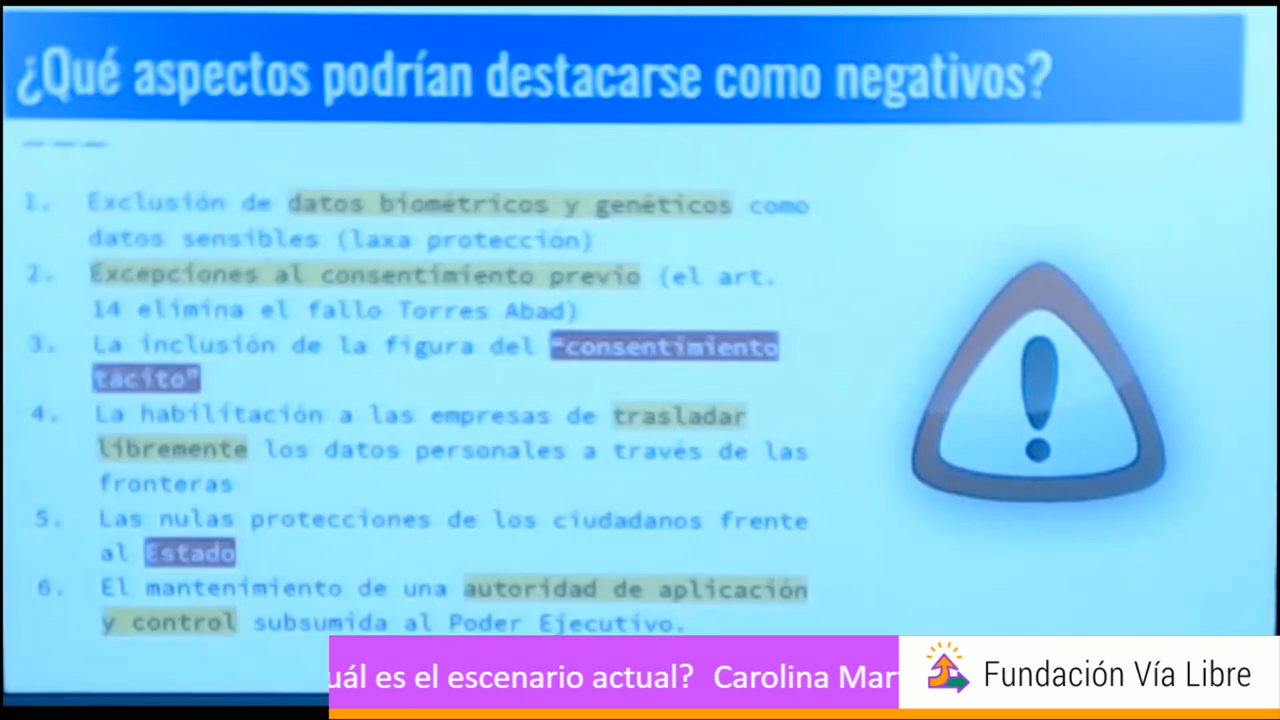 ¿Qué aspectos podrían destacarse como negativos?
1. Exclusión de datos biométricos y genéticos como
datos sensibles (laxa protección)
2. Excepciones al consentimiento previo (el art.
14 elimina el fallo Torres Abad)
3. La inclusión de la figura del “consentimiento
tácito”
4. La habilitación a las empresas de trasladar
libremente los datos personales a través de las
fronteras
5. Las nulas protecciones de los ciudadanos frente
al Estado
6. El mantenimiento de una autoridad de aplicación
y control subsumida al Poder Ejecutivo.
uál es el escenario actual? Carolina Mar
Fundación Vía Libre